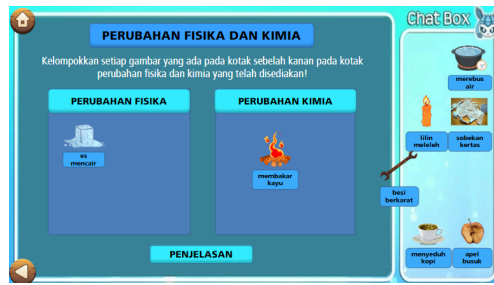 Chat Box
PERUBAHAN FISIKA DAN KIMIA
Kelompokkan setiap gambar yang ada pada kotak sebelah kanan pada kotak
perubahan fisika dan kimia yang telah disediakan!
PERUBAHAN FISIKA
PERUBAHAN KIMIA
es
mencair
membakar
kayu
merebus
air
lilin
meleleh
sobekan
kertas
besi
berkarat
menyeduh
kopi
apel
busuk
PENJELASAN